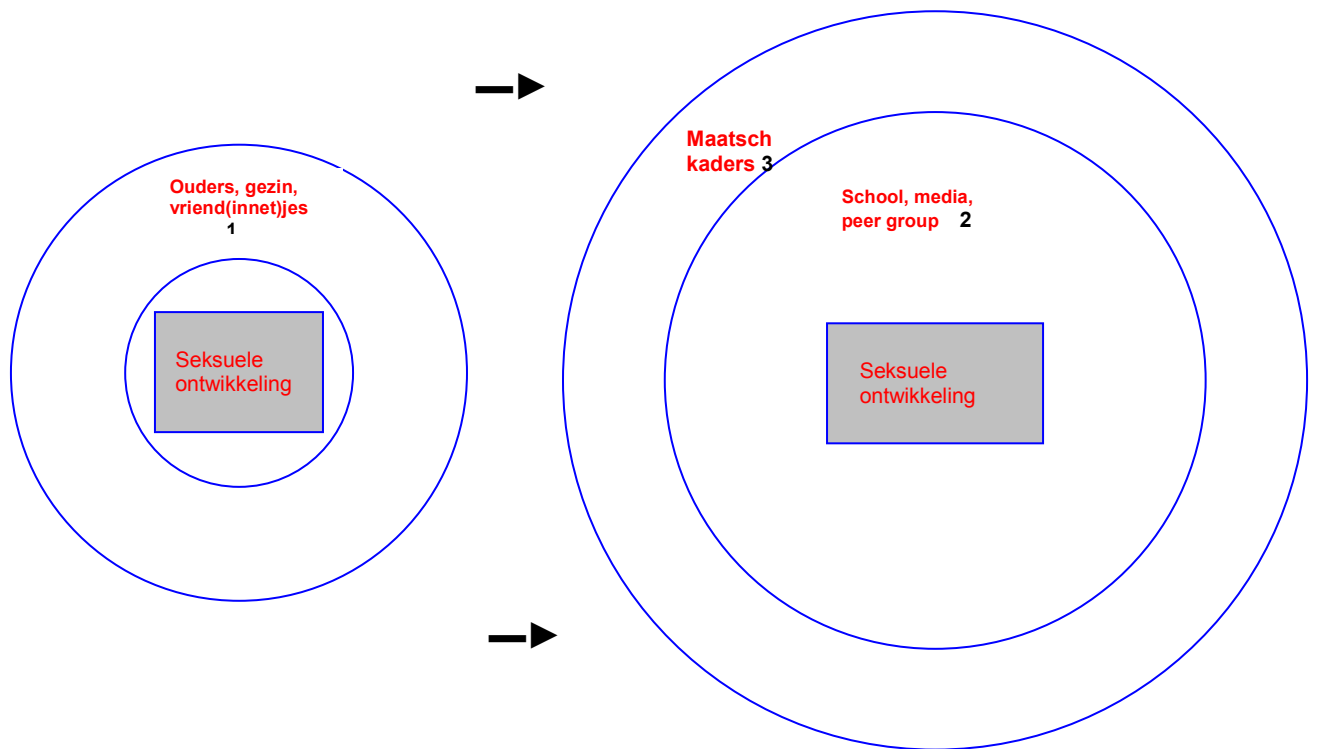 Ouders, gezin,
vriend(innet)jes
1
Seksuele
ontwikkeling
Maatsch
kaders 3
School, media,
peer group 2
Seksuele
ontwikkeling